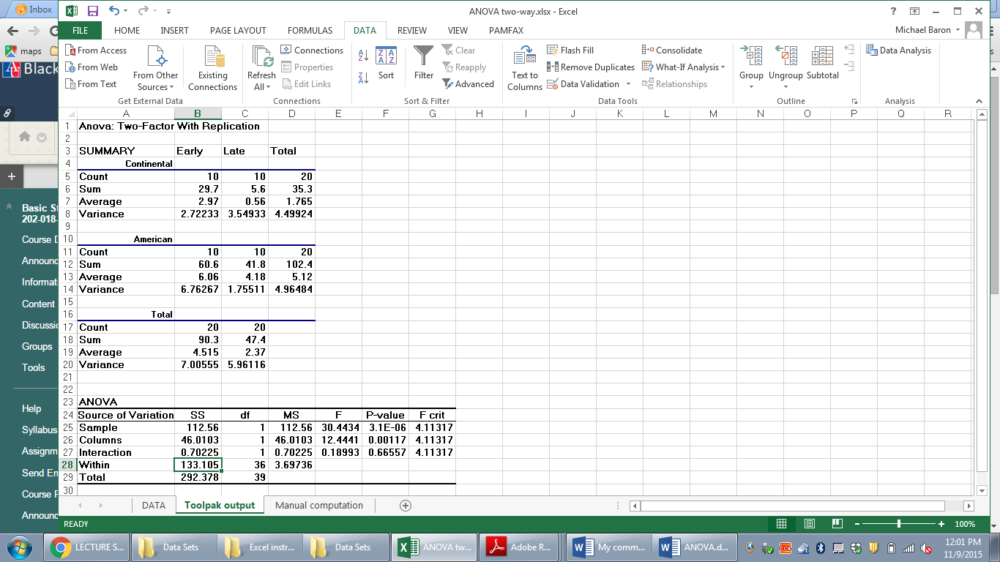 Inbox
ANOVA two-way.xlsx - Excel
FILE HOME INSERT PAGE LAYOUT FORMULAS DATA REVIEW VIEW PAMFAX Michael Baron
maps
Black
From Access
From Web
From Text
From Other Sources
Existing Connections
Get External Data
Refresh All
Connections
Properties
Edit Links
Connections
Sort
Filter
Clear
Reapply
Advanced
Sort & Filter
Text to Columns
Flash Fill
Remove Duplicates
Data Validation
Consolidate
What-If Analysis
Relationships
Data Tools
Group Ungroup Subtotal
Outline
Data Analysis
Analysis
A B C D E F G H I J K L M N O P Q R
1 Anova: Two-Factor With Replication
2
3 SUMMARY Early Late Total
4 Continental
5 Count 10 10 20
6 Sum 29.7 5.6 35.3
7 Average 2.97 0.56 1.765
8 Variance 2.72233 3.54933 4.49924
9
10 American
11 Count 10 10 20
12 Sum 60.6 41.8 102.4
13 Average 6.06 4.18 5.12
14 Variance 6.76267 1.75511 4.96484
15
16 Total
17 Count 20 20
18 Sum 90.3 47.4
19 Average 4.515 2.37
20 Variance 7.00555 5.96116
21
22
23 ANOVA
24 Source of Variation SS df MS F P-value F crit
25 Sample 112.56 1 112.56 30.4434 3.1E-06 4.11317
26 Columns 46.0103 1 46.0103 12.4441 0.00117 4.11317
27 Interaction 0.70225 1 0.70225 0.18993 0.66557 4.11317
28 Within 133.105 36 3.69736
29 Total 292.378 39
30
Basic St
202-018-
Course D
Announc
Informat
Content
Discussi
Groups
Tools
Help
Syllabus
Assignm
Send Em
Course F
Announc
DATA Toolpak output Manual computation
READY 100%
LECTURE S... Data Sets Excel instr... Data Sets ANOVA tw... Adobe R... My comm... ANOVA.d...
12:01 PM
11/9/2015